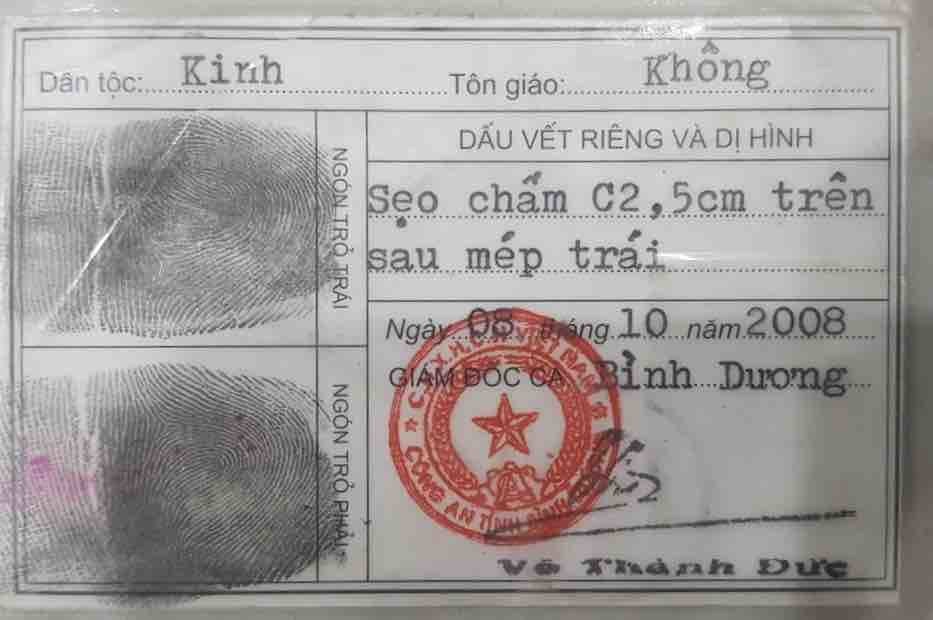 Dân tộc: Kinh Tôn giáo: Không
NGÓN TRỎ TRÁI
DẤU VẾT RIÊNG VÀ DỊ HÌNH
Sẹo chấm C2,5cm trên
sau mép trái
Ngày 08 tháng 10 năm 2008
GIÁM ĐỐC CA Bình Dương
NGÓN TRỎ PHẢI
CÔNG AN TỈNH BÌNH
Võ Thành Đức